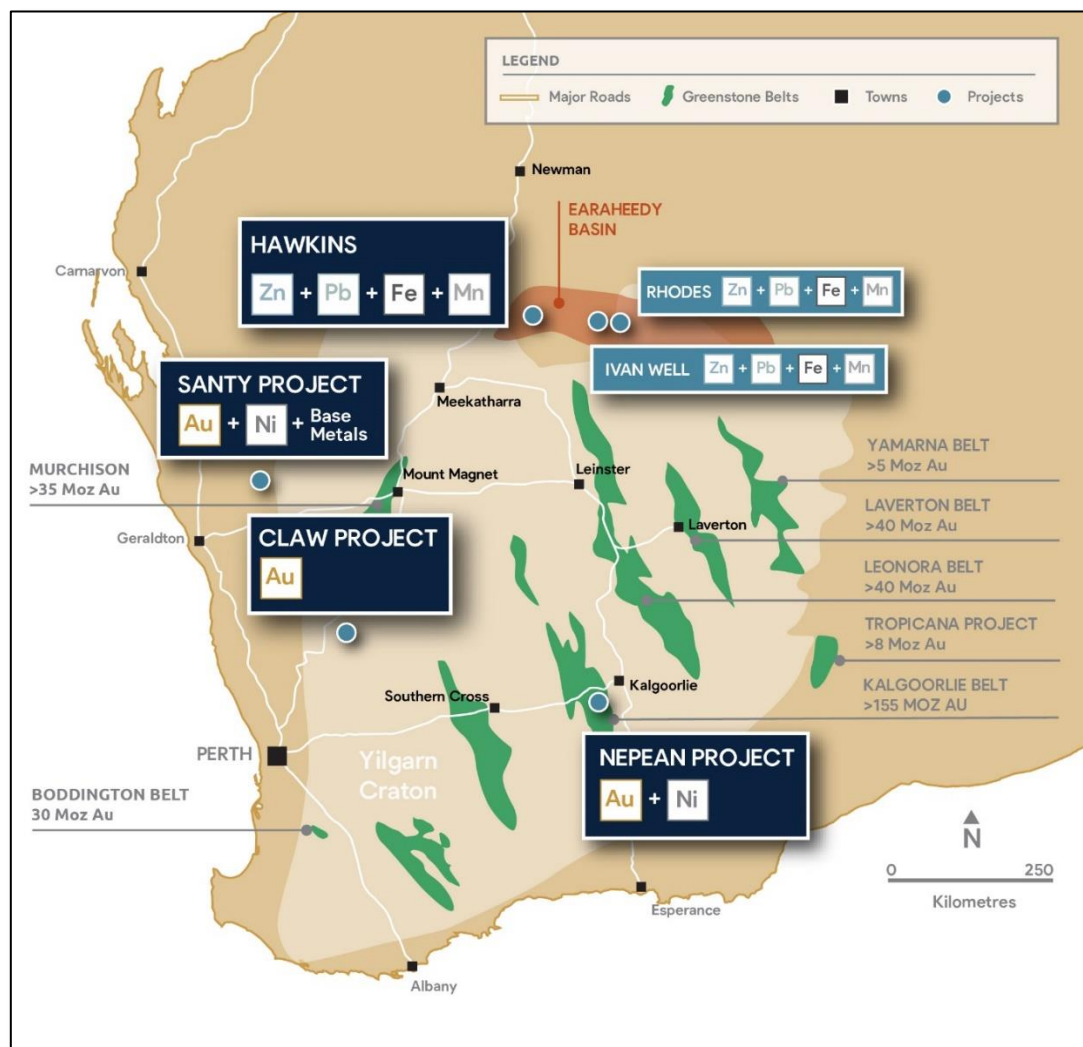 LEGEND
Major Roads
Greenstone Belts
Towns
Projects
Newman
EARAHEEDY
BASIN
HAWKINS
Zn + Pb + Fe + Mn
Carnarvon
RHODES Zn + Pb + Fe + Mn
IVAN WELL Zn + Pb + Fe + Mn
SANTY PROJECT
Au + Ni + Base
Metals
Meekatharra
MURCHISON
>35 Moz Au
Mount Magnet
Leinster
YAMARNA BELT
>5 Moz Au
Geraldton
CLAW PROJECT
Au
Laverton
LAVERTON BELT
>40 Moz Au
LEONORA BELT
>40 Moz Au
TROPICANA PROJECT
>8 Moz Au
Kalgoorlie
KALGOORLIE BELT
>155 MOZ AU
Southern Cross
PERTH
Yilgarn
Craton
NEPEAN PROJECT
Au + Ni
BODDINGTON BELT
30 Moz Au
N
0 250
Kilometres
Esperance
Albany